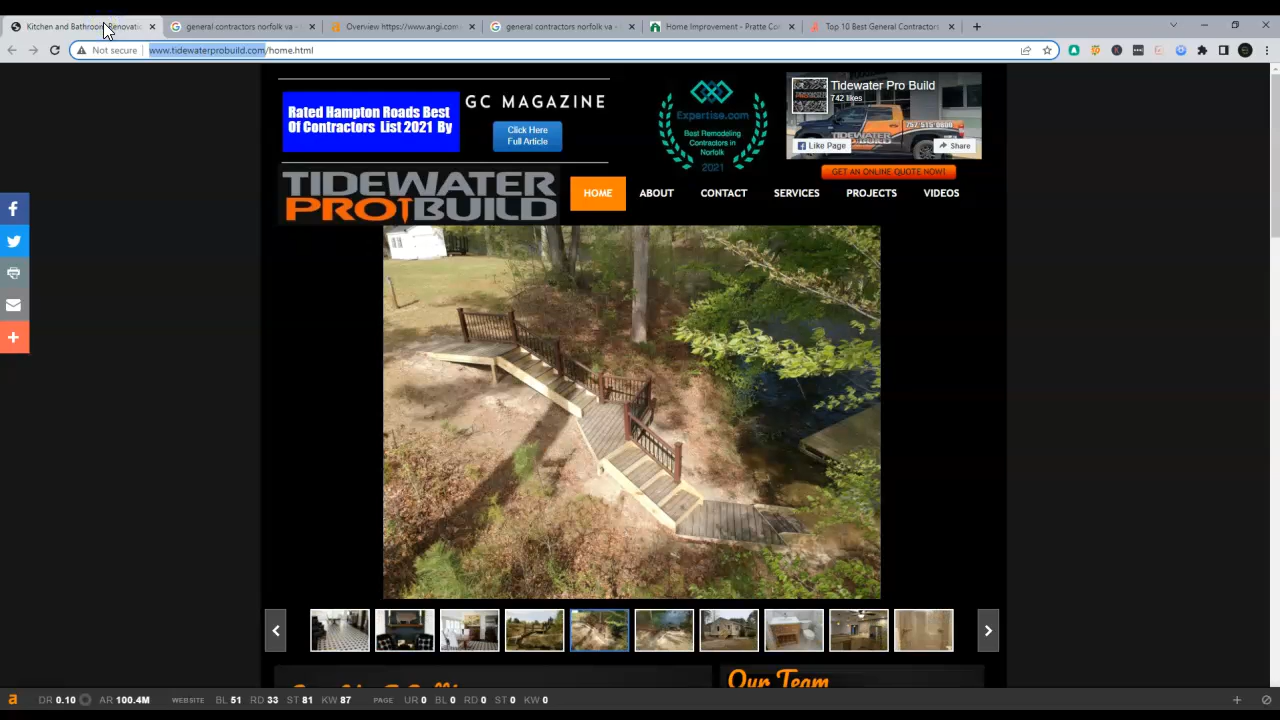 Kitchen and Bathroom Renovatio
general contractors norfolk va -
Overview https://www.angi.com
general contractors norfolk va -
Home Improvement - Pratte Con
Top 10 Best General Contractors
Not secure
www.tidewaterprobuild.com/home.html
Rated Hampton Roads Best
Of Contractors List 2021 By
GC MAGAZINE
Click Here
Full Article
Expertise.com
Best Remodeling
Contractors in
Norfolk
2021
Tidewater Pro Build
742 likes
Like Page
Share
GET AN ONLINE QUOTE NOW!
TIDEWATER
PRO BUILD
HOME
ABOUT
CONTACT
SERVICES
PROJECTS
VIDEOS
Our Team
DR 0.10 AR 100.4M WEBSITE BL 51 RD 33 ST 81 KW 87 PAGE UR 0 BL 0 RD 0 ST 0 KW 0